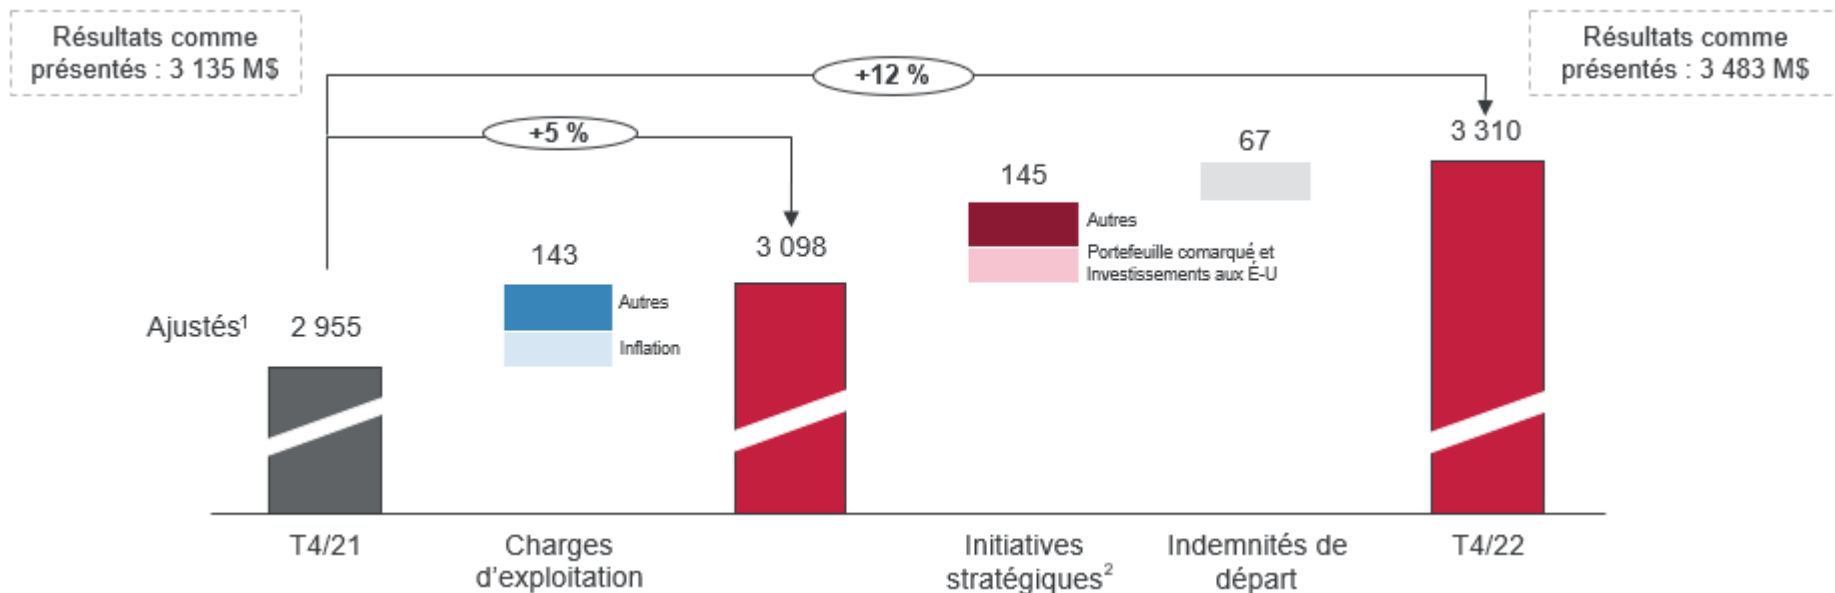 Résultats comme
présentés : 3 135 M$
Résultats comme
présentés : 3 483 M$
+12 %
+5 %
3 310
67
145
Autres
Portefeuille comarqué et
Investissements aux É-U
3 098
143
Autres
Inflation
Ajustés¹
2 955
T4/21
Charges
d’exploitation
Initiatives
stratégiques²
Indemnités de
départ
T4/22